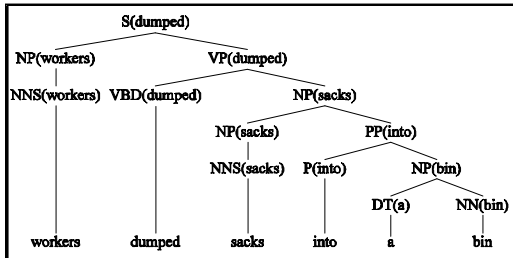 S(dumped)
NP(workers) VP(dumped)
NNS(workers) VBD(dumped) NP(sacks)
NP(sacks) PP(into)
NNS(sacks) P(into) NP(bin)
DT(a) NN(bin)
workers dumped sacks into a bin